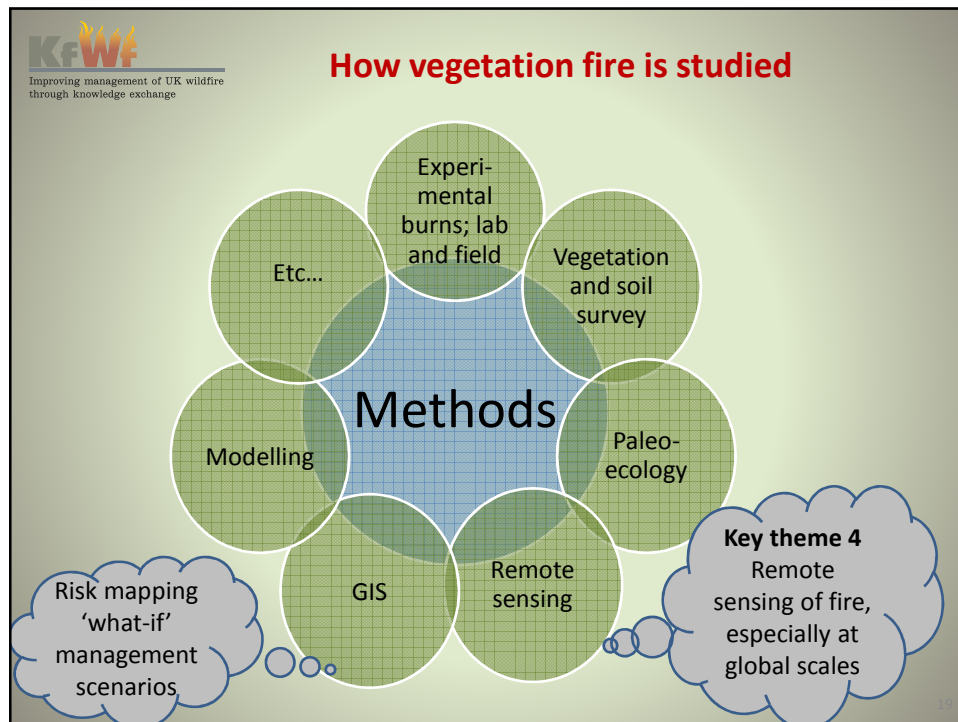 KfWf
Improving management of UK wildfire
through knowledge exchange
How vegetation fire is studied
Experi-
mental
burns; lab
and field
Vegetation
and soil
survey
Paleo-
ecology
Remote
sensing
GIS
Modelling
Etc…
Methods
Risk mapping
‘what-if’
management
scenarios
Key theme 4
Remote
sensing of fire,
especially at
global scales
19